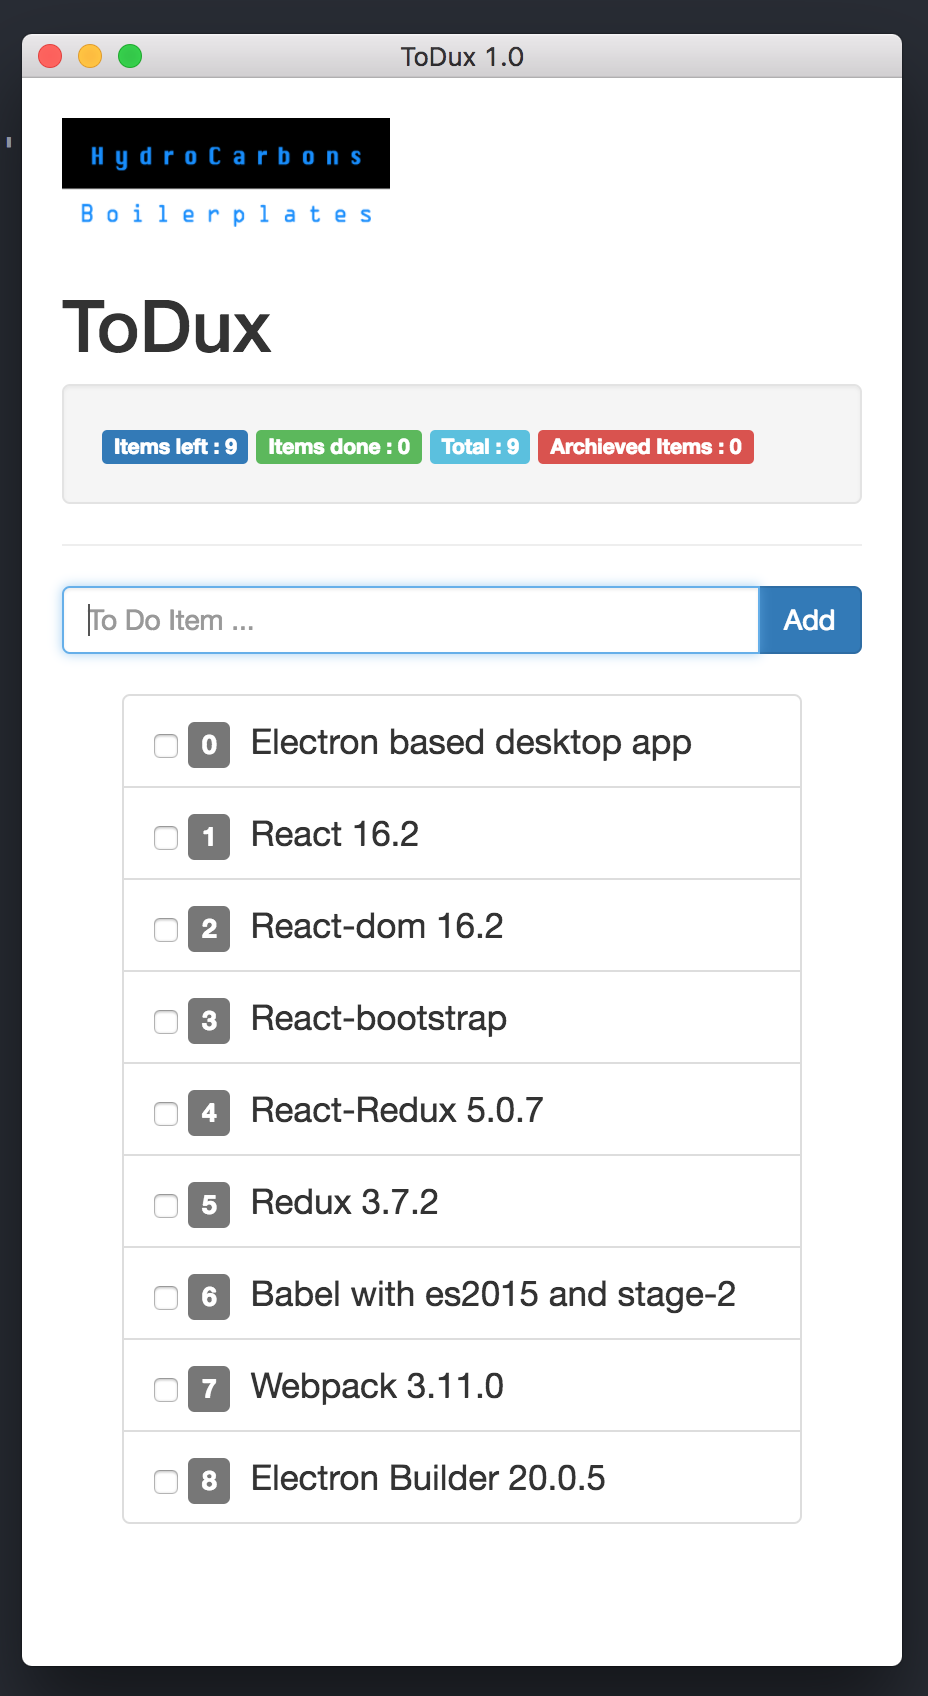 ToDux 1.0
HydroCarbons
Boilerplates
ToDux
Items left : 9 Items done : 0 Total : 9 Archieved Items : 0
To Do Item ... Add
0 Electron based desktop app
1 React 16.2
2 React-dom 16.2
3 React-bootstrap
4 React-Redux 5.0.7
5 Redux 3.7.2
6 Babel with es2015 and stage-2
7 Webpack 3.11.0
8 Electron Builder 20.0.5